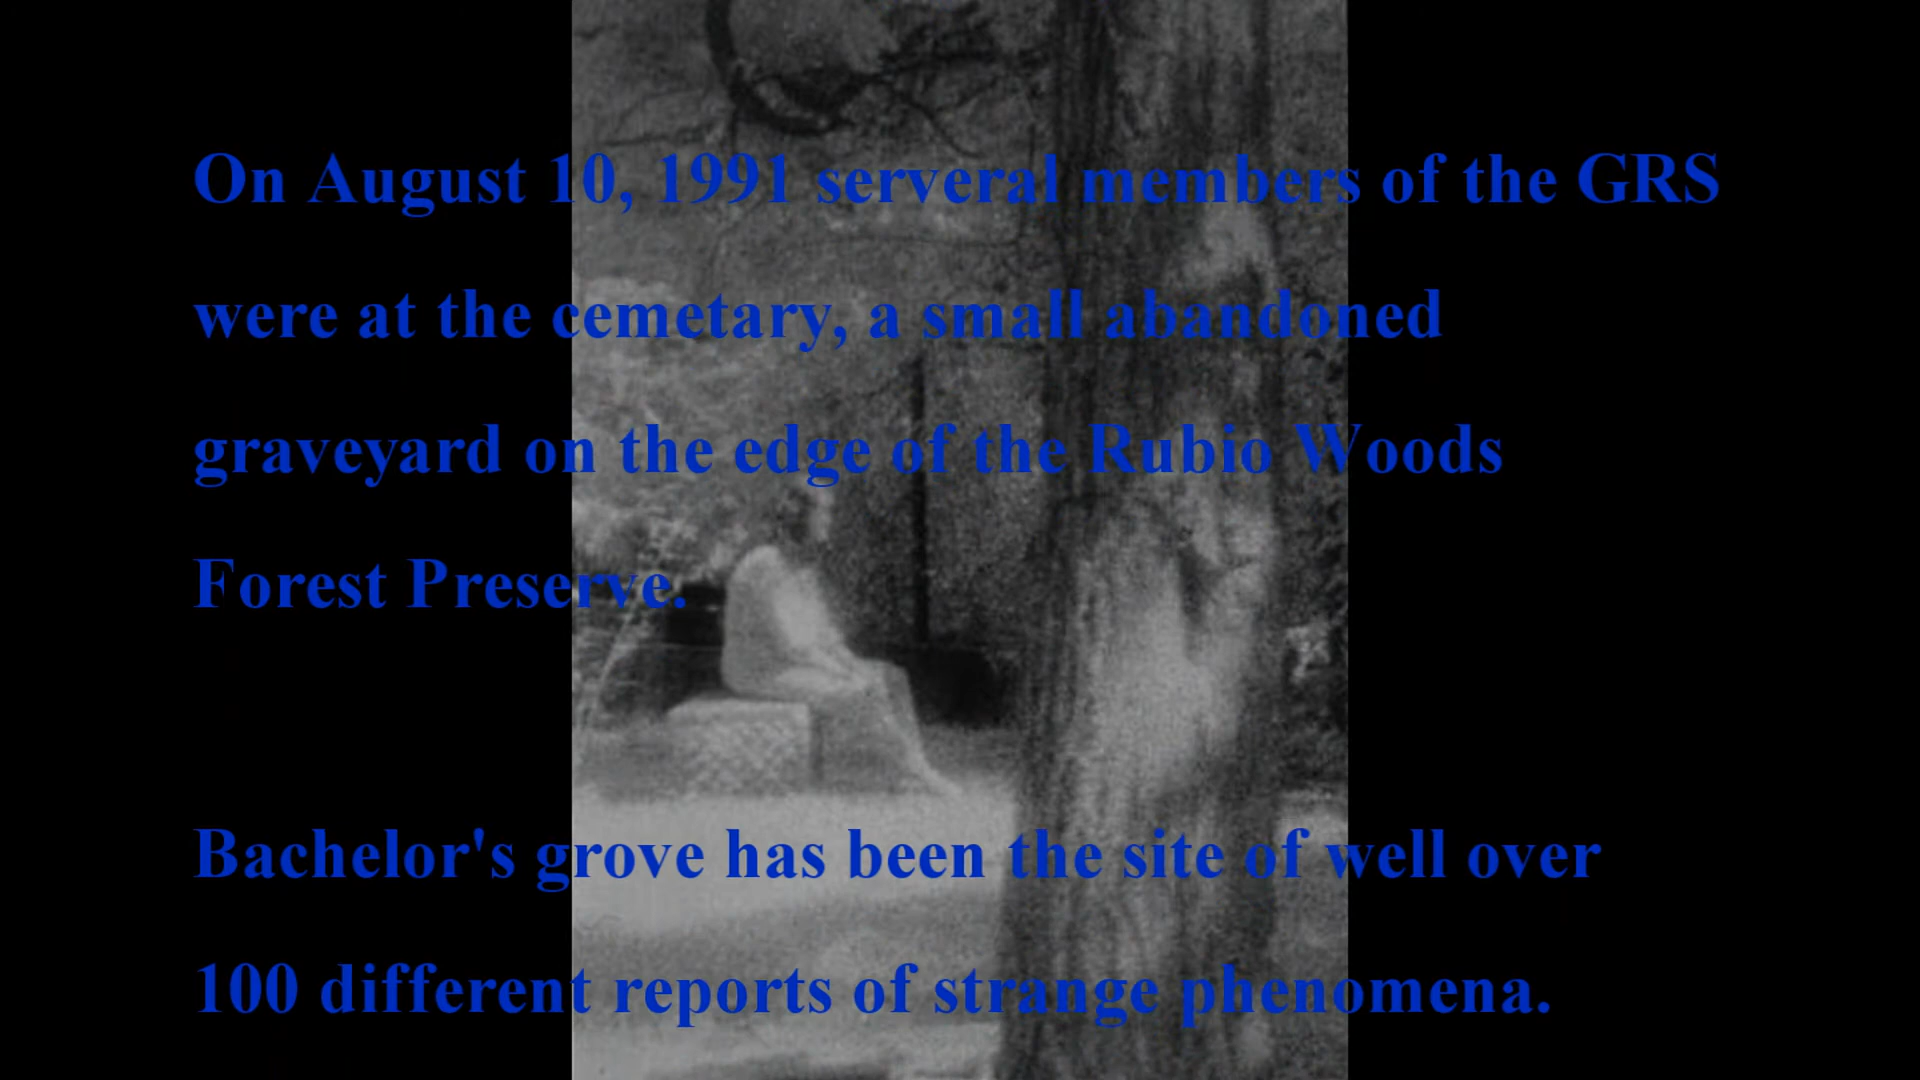 On August 10, 1991 serveral members of the GRS
were at the cemetary, a small abandoned
graveyard on the edge of the Rubio Woods
Forest Preserve.
Bachelor's grove has been the site of well over
100 different reports of strange phenomena.